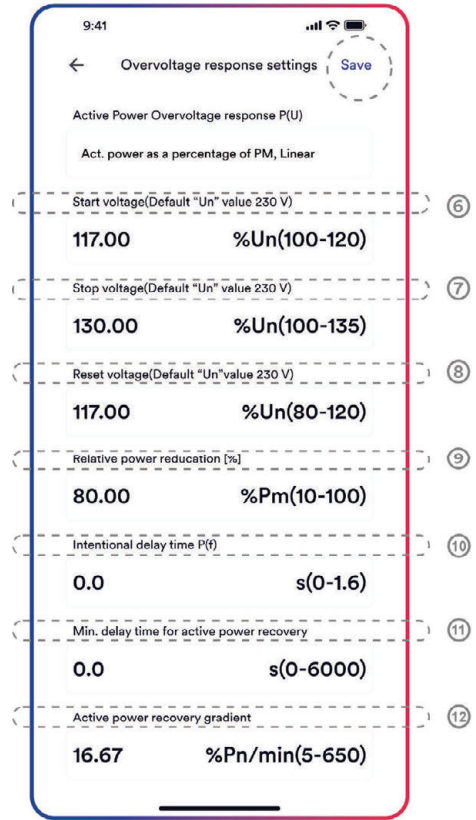 9:41
Overvoltage response settings Save
Active Power Overvoltage response P(U)
Act. power as a percentage of PM, Linear
Start voltage(Default “Un” value 230 V) 6
117.00 %Un(100-120)
Stop voltage(Default “Un” value 230 V) 7
130.00 %Un(100-135)
Reset voltage(Default “Un”value 230 V) 8
117.00 %Un(80-120)
Relative power reducation [%] 9
80.00 %Pm(10-100)
Intentional delay time P(f) 10
0.0 s(0-1.6)
Min. delay time for active power recovery 11
0.0 s(0-6000)
Active power recovery gradient 12
16.67 %Pn/min(5-650)